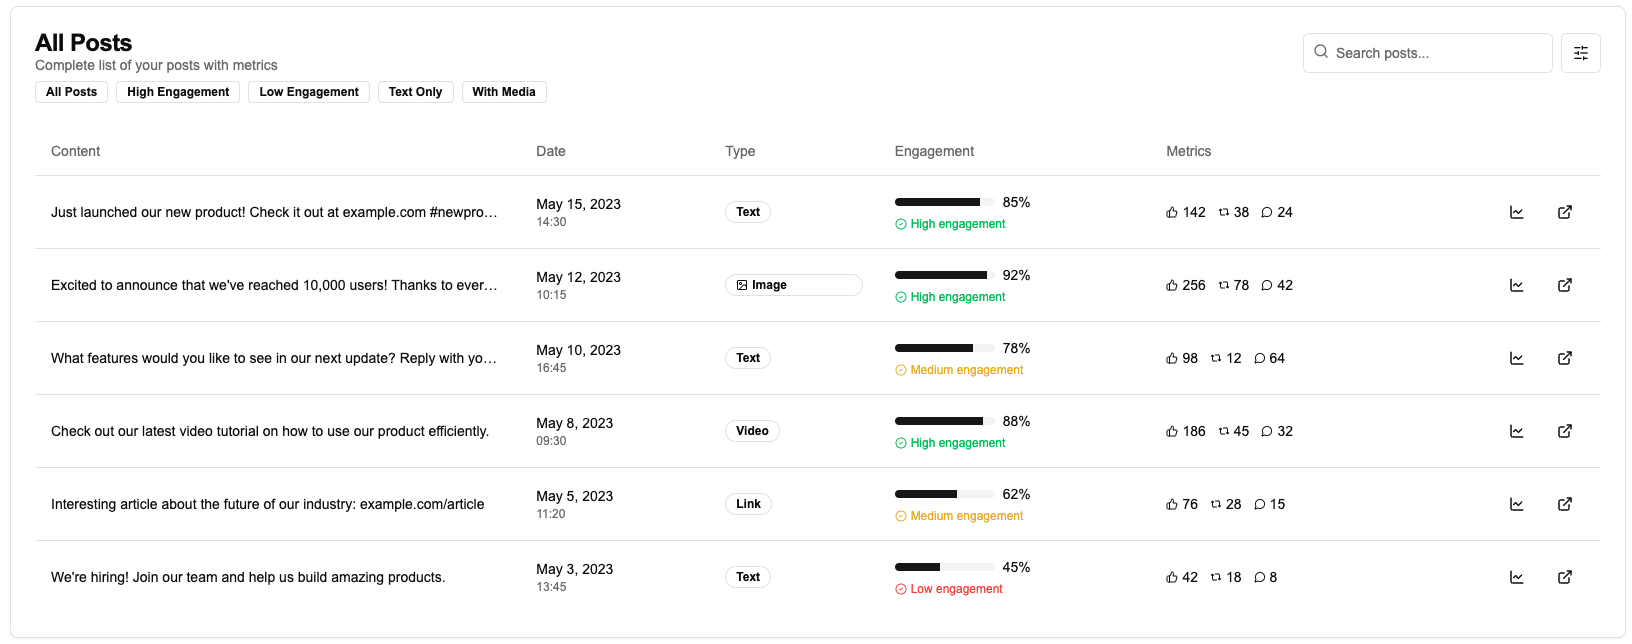 All Posts
Complete list of your posts with metrics
Search posts...
All Posts High Engagement Low Engagement Text Only With Media
Content Date Type Engagement Metrics
Just launched our new product! Check it out at example.com #newpro… May 15, 2023 Text 85% 142 38 24
14:30 High engagement
Excited to announce that we've reached 10,000 users! Thanks to ever… May 12, 2023 Image 92% 256 78 42
10:15 High engagement
What features would you like to see in our next update? Reply with yo… May 10, 2023 Text 78% 98 12 64
16:45 Medium engagement
Check out our latest video tutorial on how to use our product efficiently. May 8, 2023 Video 88% 186 45 32
09:30 High engagement
Interesting article about the future of our industry: example.com/article May 5, 2023 Link 62% 76 28 15
11:20 Medium engagement
We're hiring! Join our team and help us build amazing products. May 3, 2023 Text 45% 42 18 8
13:45 Low engagement